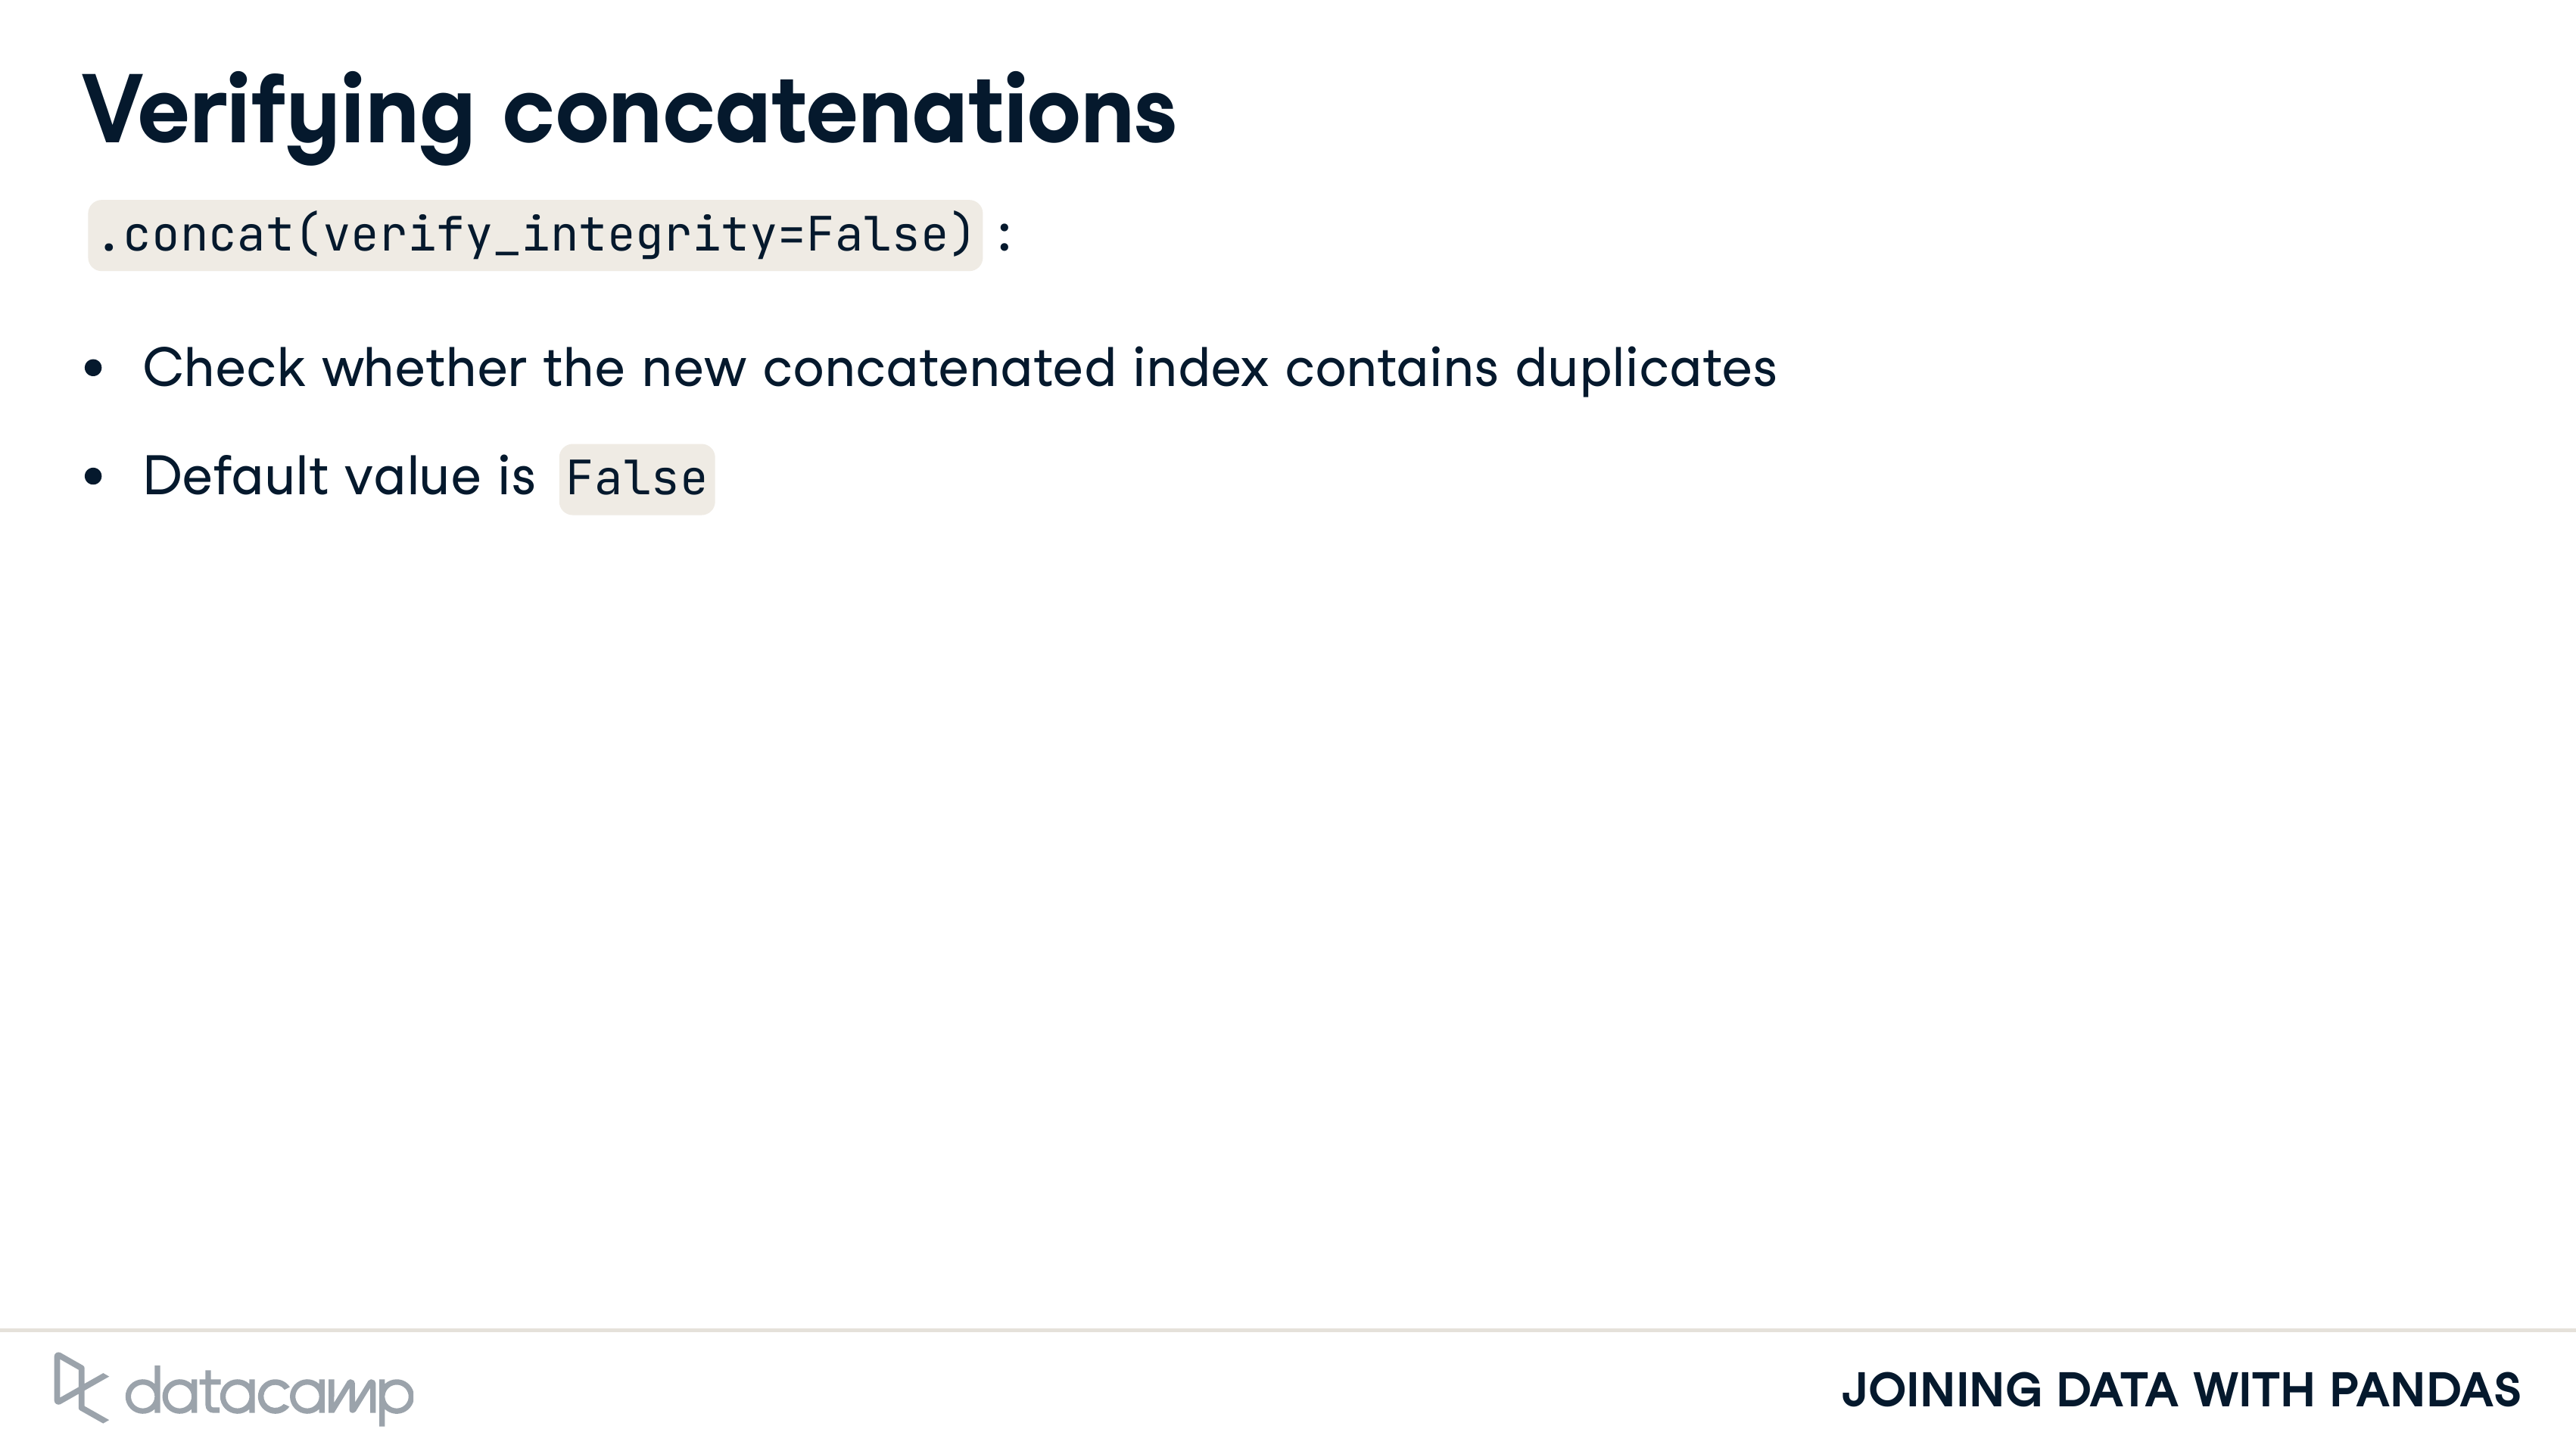 Verifying concatenations
.concat(verify_integrity=False) :
• Check whether the new concatenated index contains duplicates
• Default value is False
datacamp
JOINING DATA WITH PANDAS